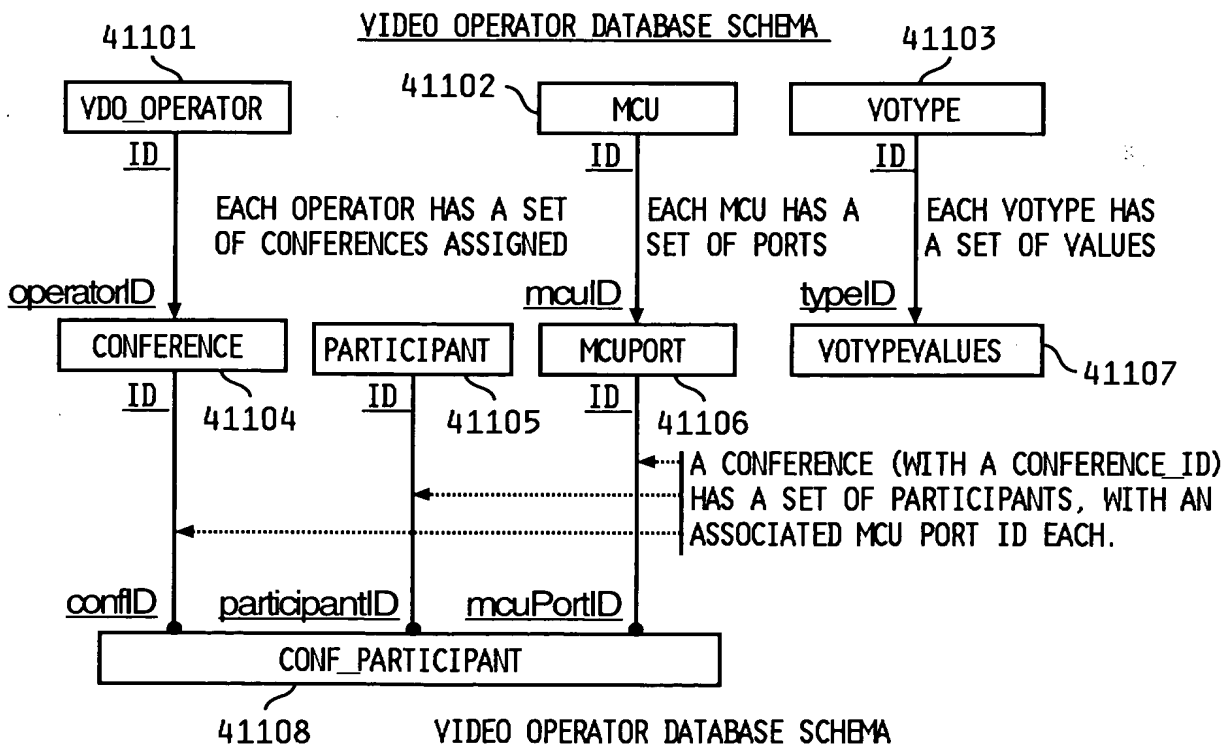 VIDEO OPERATOR DATABASE SCHEMA
41101
41102
41103
VDO_OPERATOR
MCU
VOTYPE
ID
ID
ID
EACH OPERATOR HAS A SET
OF CONFERENCES ASSIGNED
EACH MCU HAS A
SET OF PORTS
EACH VOTYPE HAS
A SET OF VALUES
operatorID
mcuID
typeID
CONFERENCE
PARTICIPANT
MCUPORT
VOTYPEVALUES
41107
ID
41104
ID
41105
ID
41106
A CONFERENCE (WITH A CONFERENCE_ID)
HAS A SET OF PARTICIPANTS, WITH AN
ASSOCIATED MCU PORT ID EACH.
confID
participantID
mcuPortID
CONF_PARTICIPANT
41108
VIDEO OPERATOR DATABASE SCHEMA